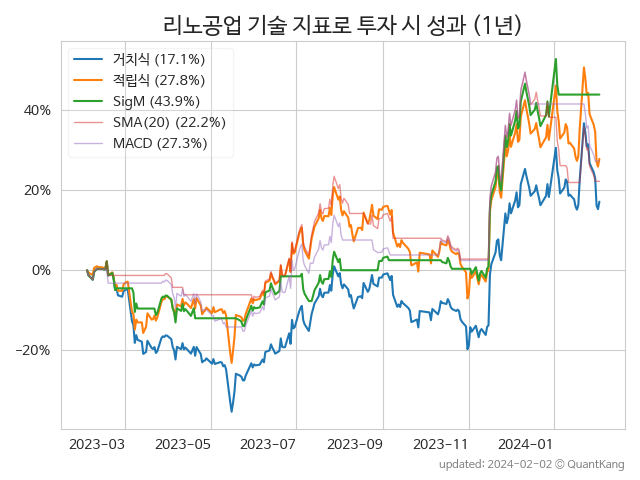 리노공업 기술 지표로 투자 시 성과 (1년)
거치식 (17.1%)
적립식 (27.8%)
SigM (43.9%)
SMA(20) (22.2%)
MACD (27.3%)
40%
20%
0%
−20%
2023-03 2023-05 2023-07 2023-09 2023-11 2024-01
updated: 2024-02-02 © QuantKang